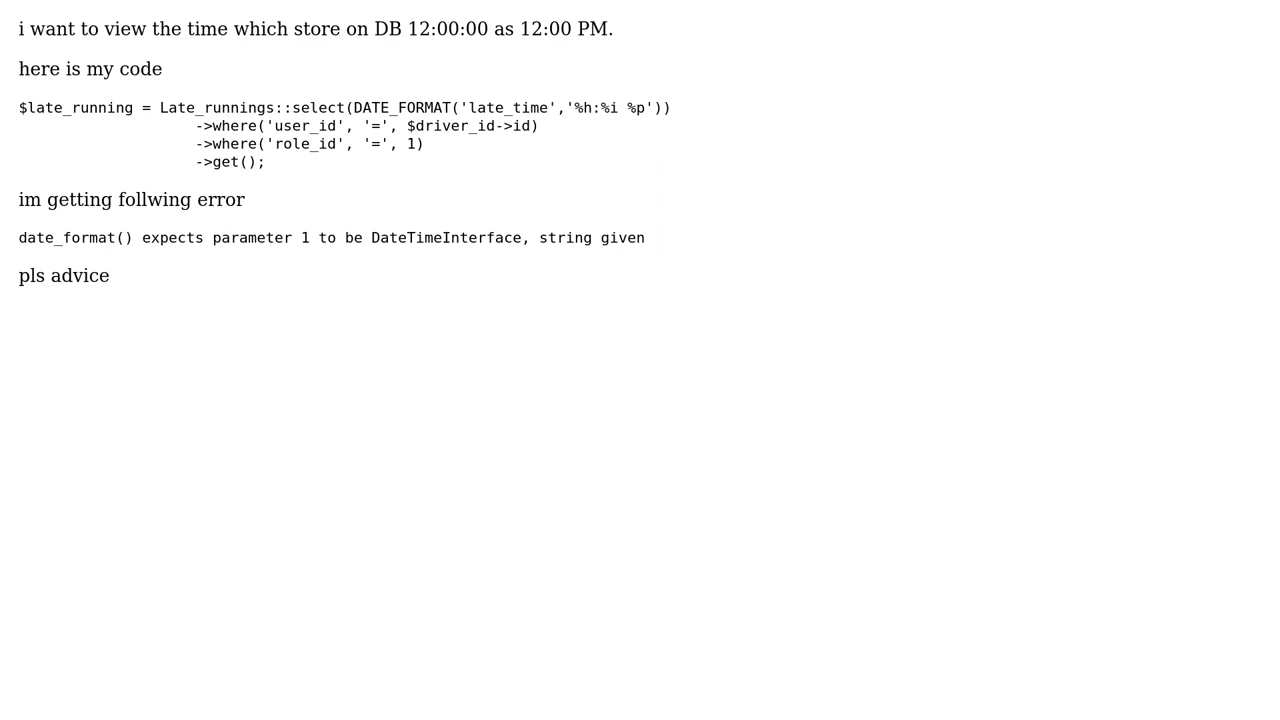 i want to view the time which store on DB 12:00:00 as 12:00 PM.
here is my code
$late_running = Late_runnings::select(DATE_FORMAT('late_time','%h:%i %p'))
->where('user_id', '=', $driver_id->id)
->where('role_id', '=', 1)
->get();
im getting follwing error
date_format() expects parameter 1 to be DateTimeInterface, string given
pls advice